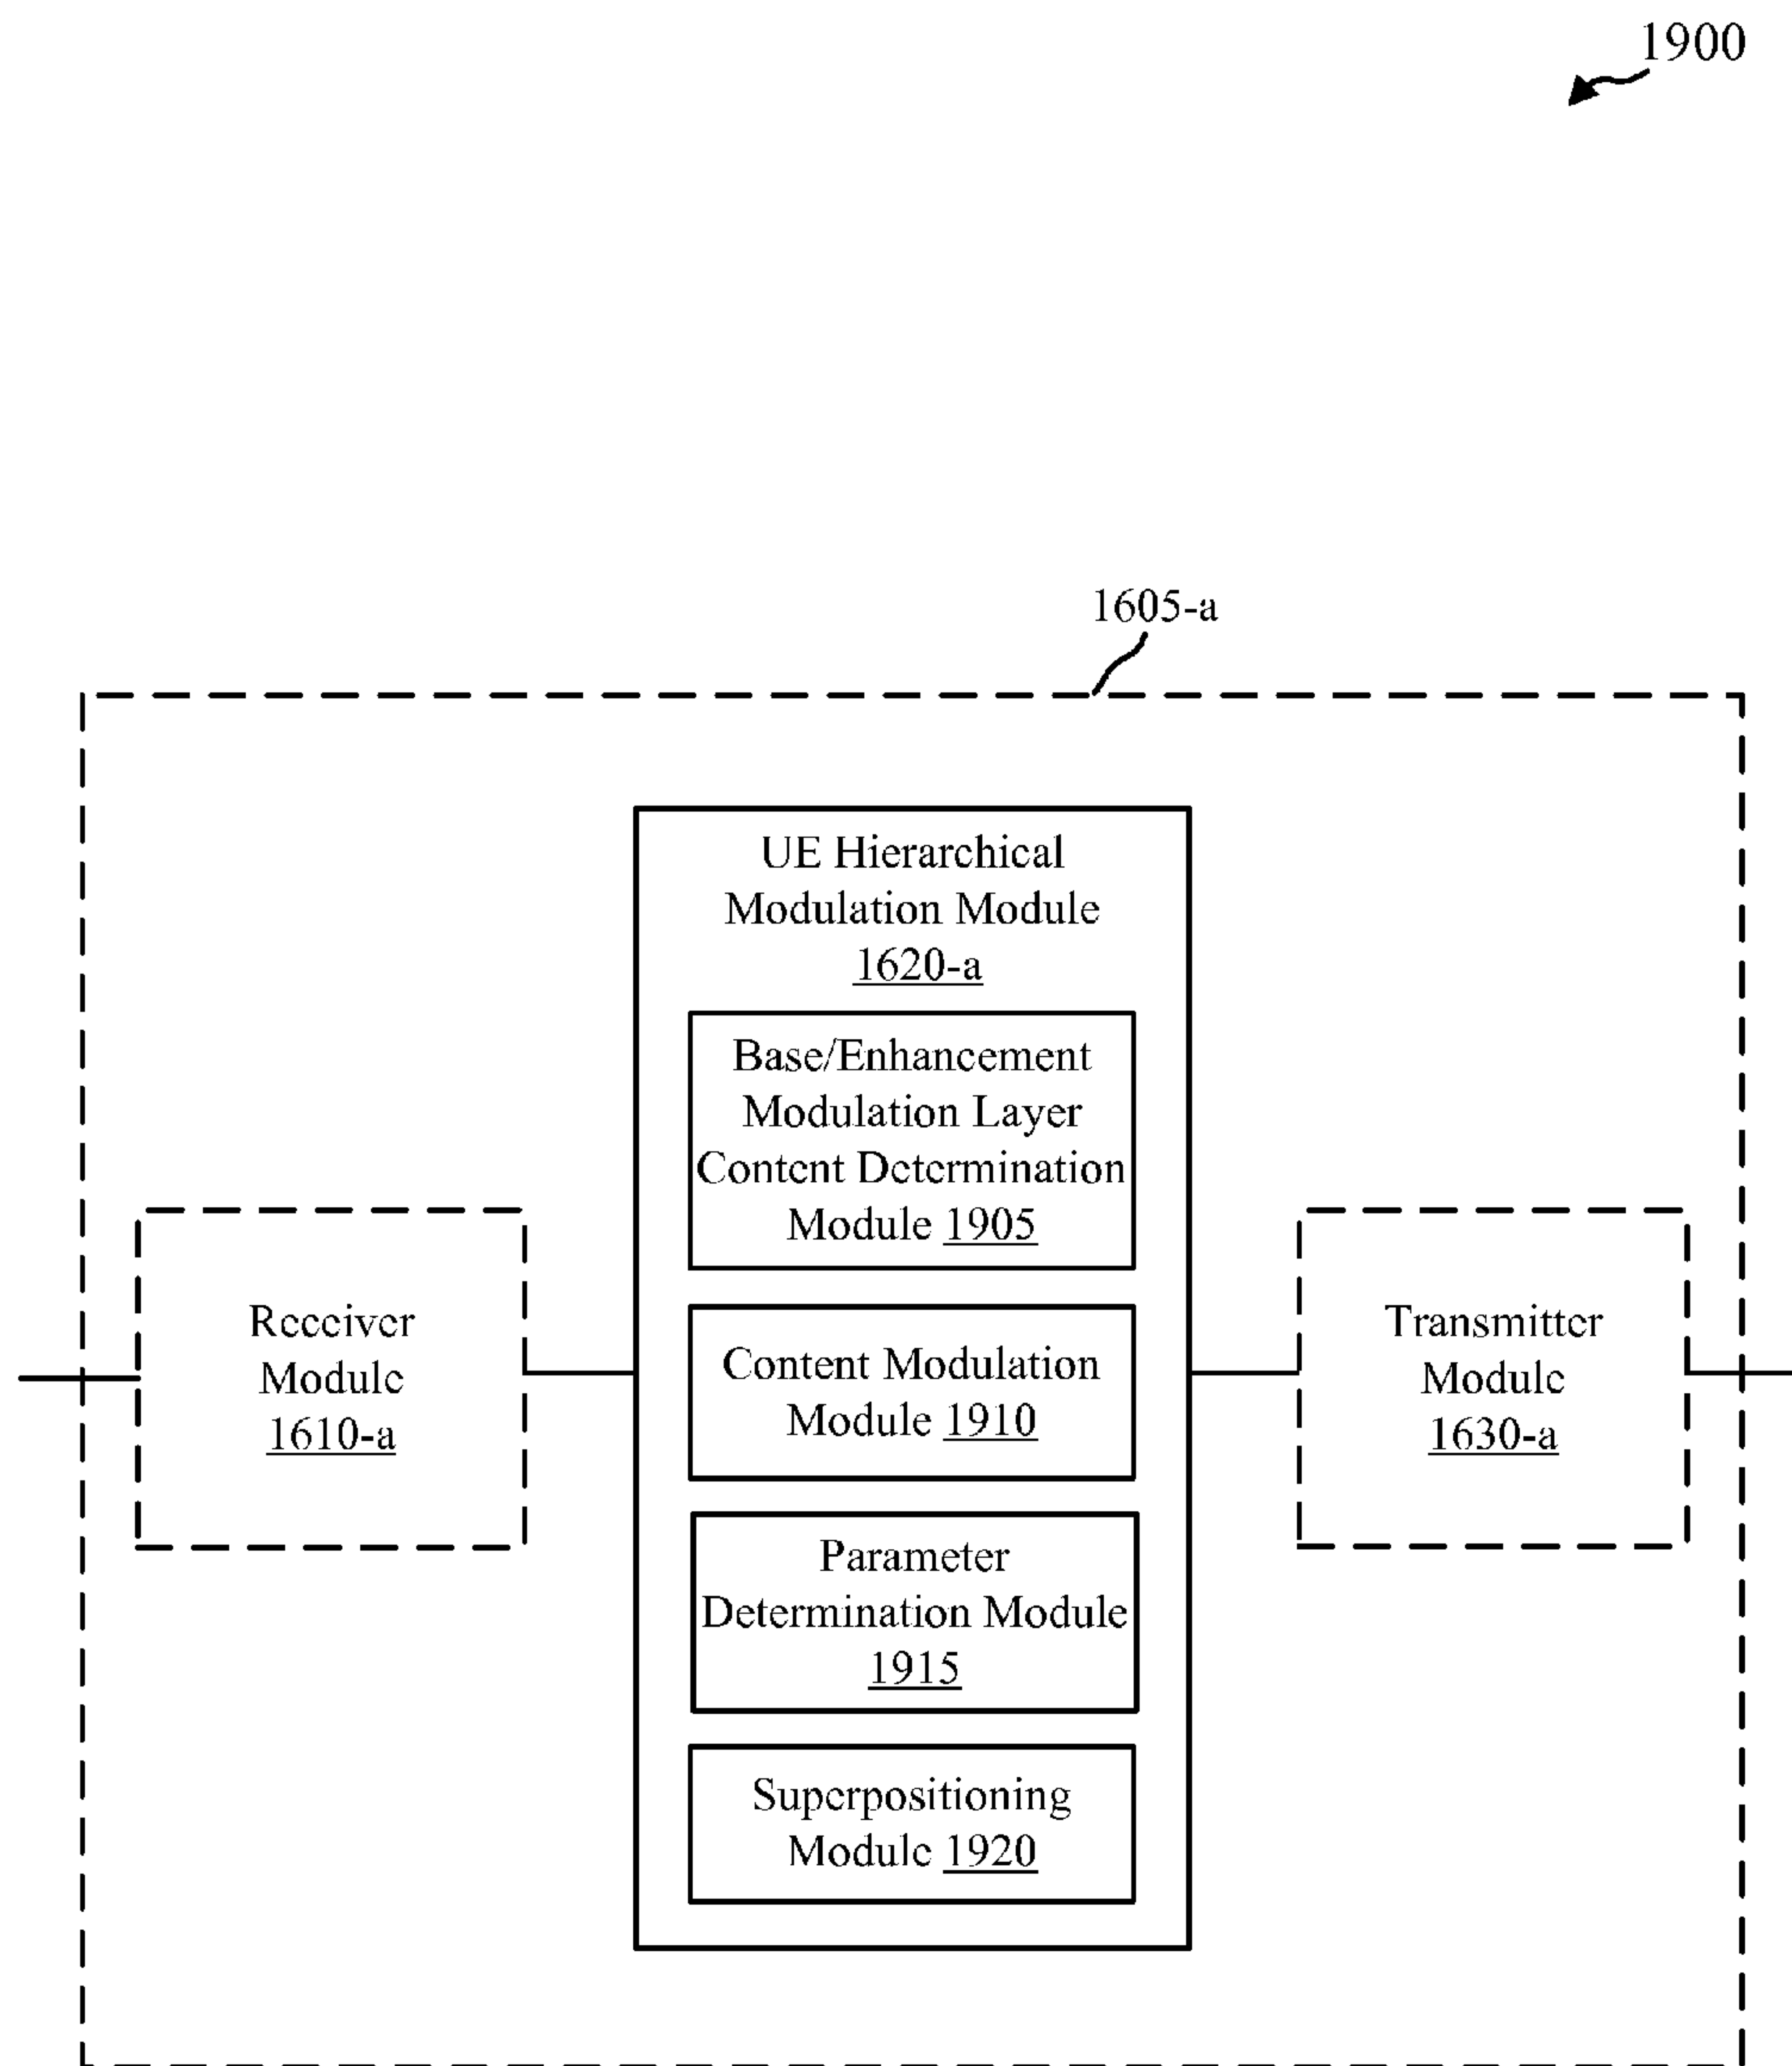 1900
1605-a
UE Hierarchical
Modulation Module
1620-a
Base/Enhancement
Modulation Layer
Content Determination
Module 1905
Receiver
Module
1610-a
Content Modulation
Module 1910
Transmitter
Module
1630-a
Parameter
Determination Module
1915
Superpositioning
Module 1920